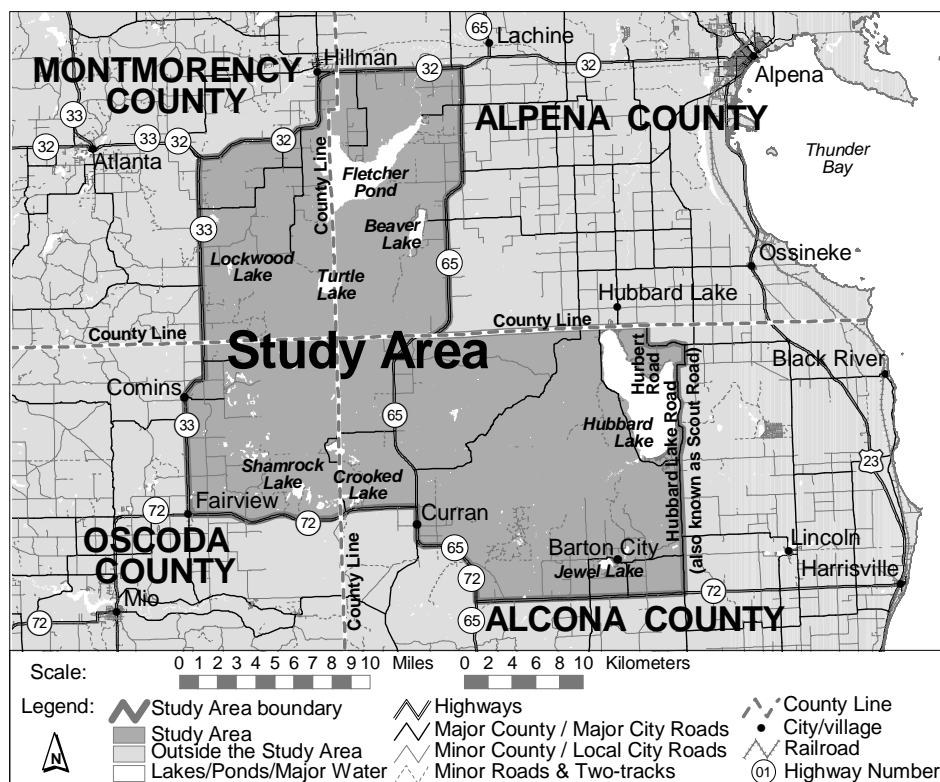 65
Lachine
Hillman
32
32
Alpena
MONTMORENCY
COUNTY
33
ALPENA COUNTY
32
33
32
32
Atlanta
Thunder
Bay
County Line
Fletcher
Pond
33
Beaver
Lake
65
Ossineke
Lockwood
Lake
Turtle
Lake
Hubbard Lake
County Line
County Line
Study Area
Hurbert
Road
Black River
Comins
65
Hubbard Lake Road
(also known as Scout Road)
33
Hubbard
Lake
23
Shamrock
Lake
Crooked
Lake
Fairview
72
72
Curran
OSCODA
COUNTY
County Line
65
Barton City
Jewel Lake
Lincoln
72
72
Harrisville
Mio
72
65
ALCONA COUNTY
Scale:
0 1 2 3 4 5 6 7 8 9 10 Miles
0 2 4 6 8 10 Kilometers
Legend:
Study Area boundary
Study Area
Outside the Study Area
Lakes/Ponds/Major Water
Highways
Major County / Major City Roads
Minor County / Local City Roads
Minor Roads & Two-tracks
County Line
City/village
Railroad
01 Highway Number
N